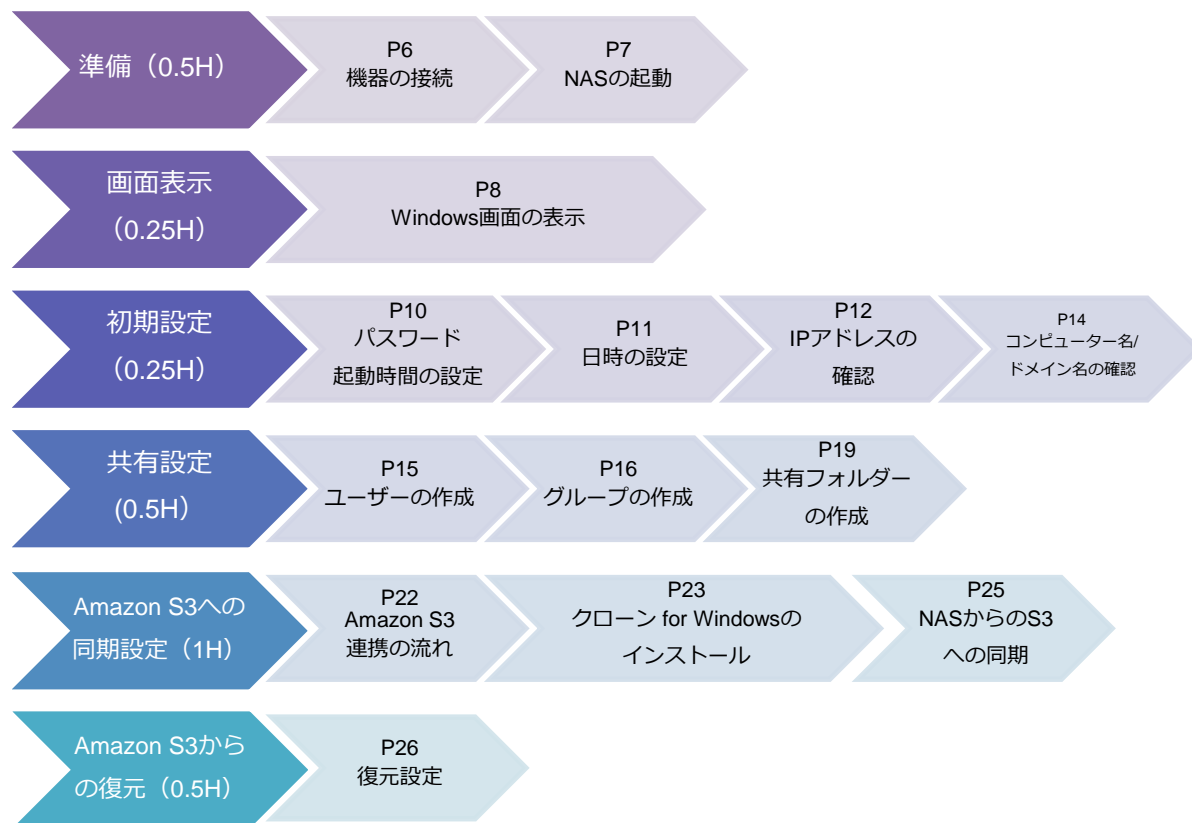 準備（0.5H）
P6
機器の接続
P7
NASの起動
画面表示
（0.25H）
P8
Windows画面の表示
初期設定
（0.25H）
P10
パスワード
起動時間の設定
P11
日時の設定
P12
IPアドレスの
確認
P14
コンピューター名/
ドメイン名の確認
共有設定
(0.5H）
P15
ユーザーの作成
P16
グループの作成
P19
共有フォルダー
の作成
Amazon S3への
同期設定（1H）
P22
Amazon S3
連携の流れ
P23
クローン for Windowsの
インストール
P25
NASからのS3
への同期
Amazon S3から
の復元（0.5H）
P26
復元設定